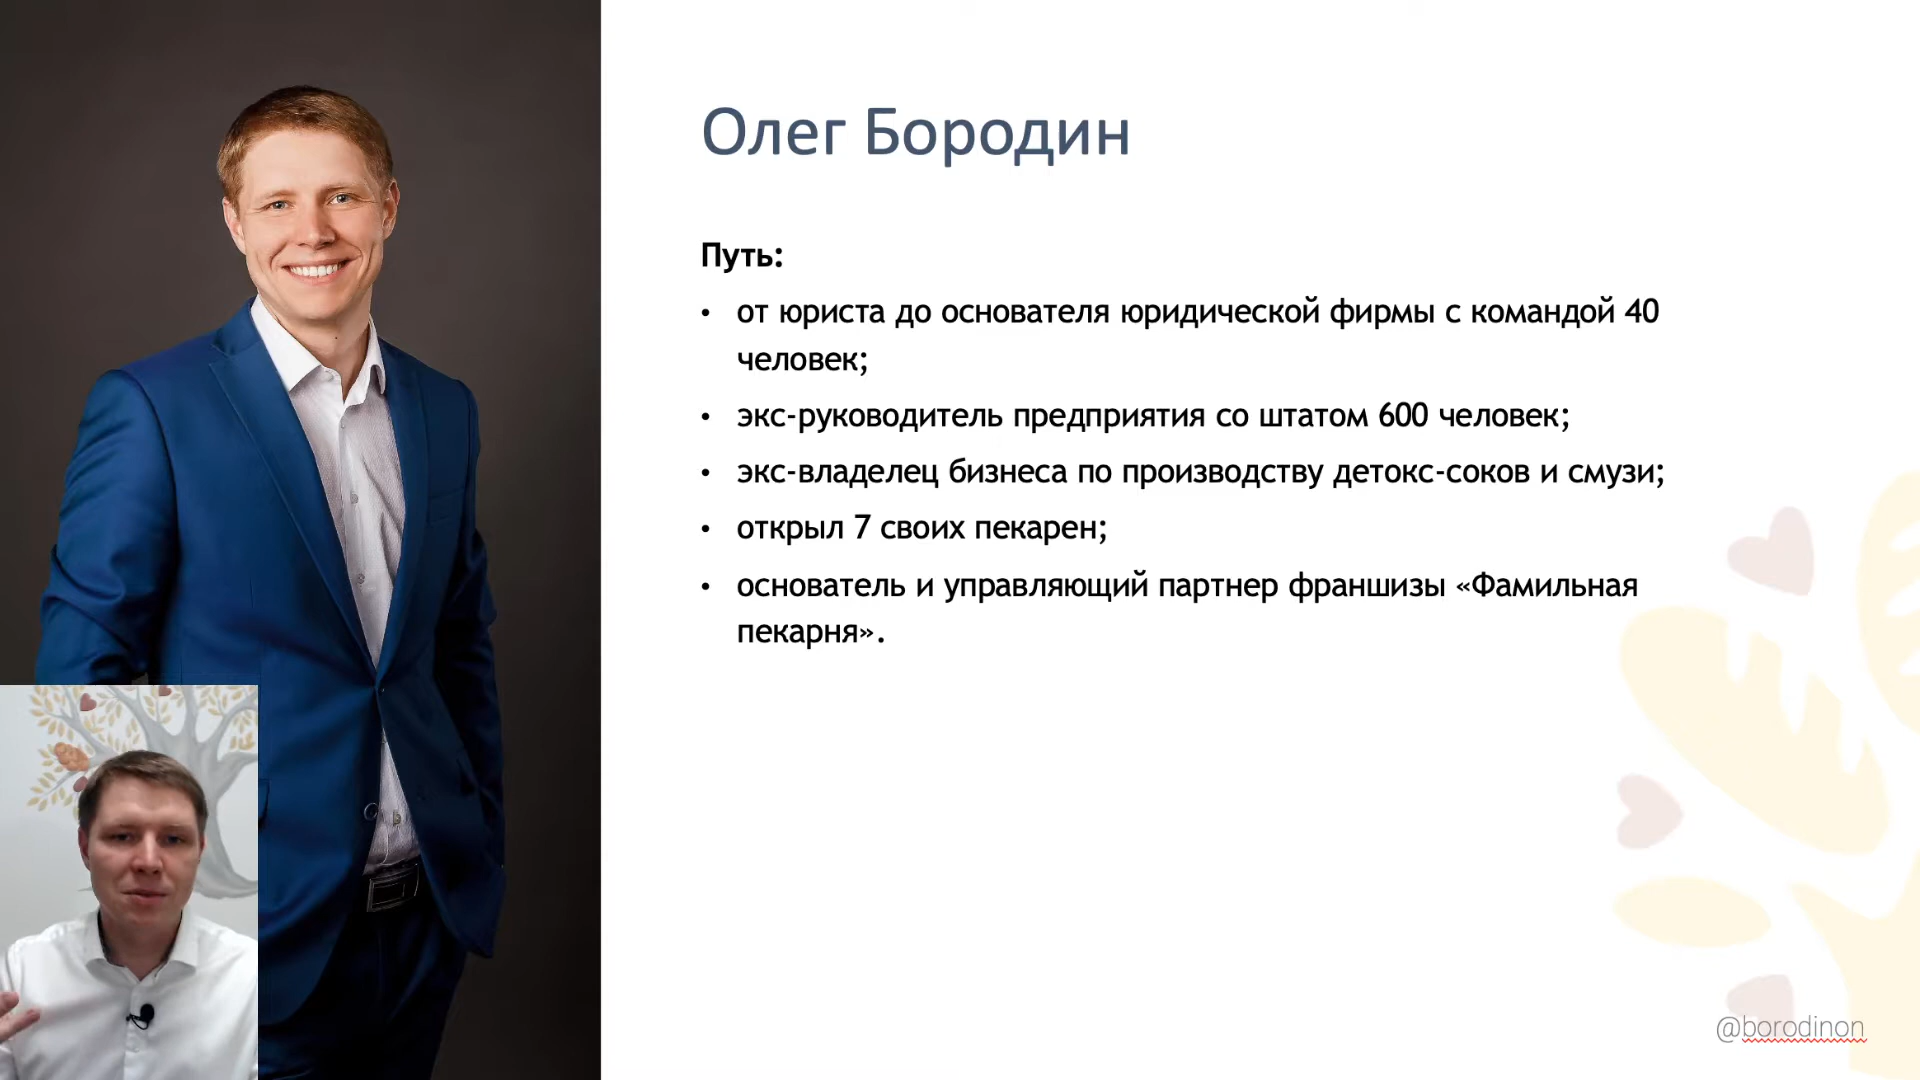 Олег Бородин
Путь:
• от юриста до основателя юридической фирмы с командой 40
человек;
• экс-руководитель предприятия со штатом 600 человек;
• экс-владелец бизнеса по производству детокс-соков и смузи;
• открыл 7 своих пекарен;
• основатель и управляющий партнер франшизы «Фамильная
пекарня».
@borodinon